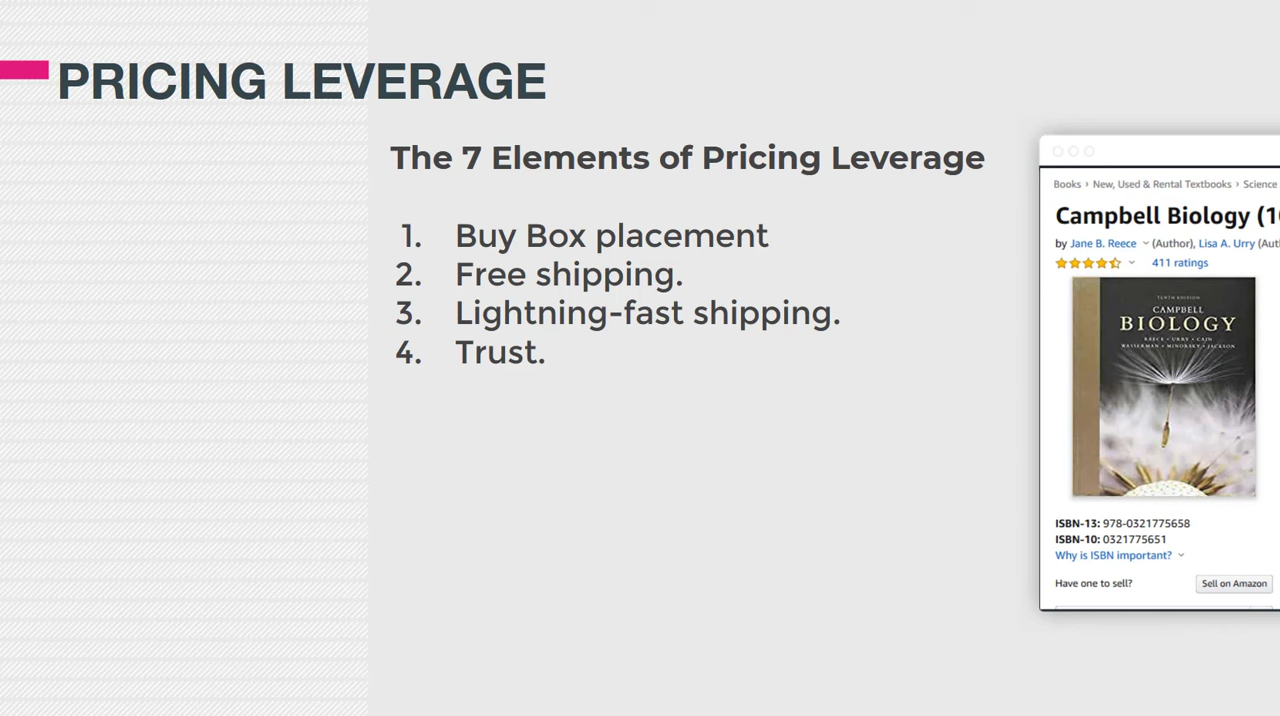 PRICING LEVERAGE
The 7 Elements of Pricing Leverage
1. Buy Box placement
2. Free shipping.
3. Lightning-fast shipping.
4. Trust.
Books › New, Used & Rental Textbooks › Science
Campbell Biology (1
by Jane B. Reece (Author), Lisa A. Urry (Aut
411 ratings
TENTH EDITION
CAMPBELL
BIOLOGY
REECE • URRY • CAIN
WASSERMAN • MINORSKY • JACKSON
ISBN-13: 978-0321775658
ISBN-10: 0321775651
Why is ISBN important?
Have one to sell?
Sell on Amazon